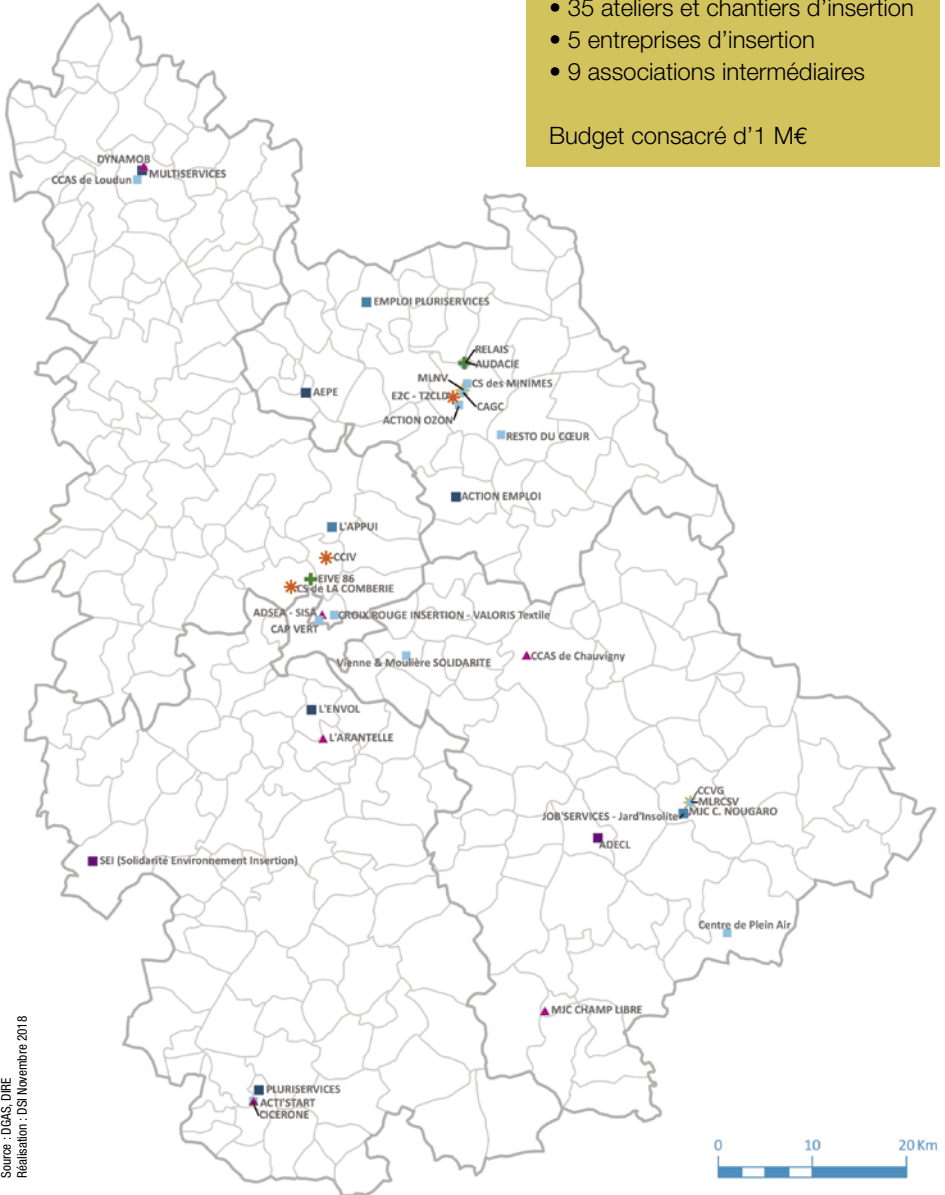 • 35 ateliers et chantiers d’insertion
• 5 entreprises d’insertion
• 9 associations intermédiaires
Budget consacré d’1 M€
DYNAMOB
MULTISERVICES
CCAS de Loudun
EMPLOI PLURISERVICES
RELAIS
AUDACIE
MLNV
CS des MINIMES
AEPE
E2C - TZCLD
CAGC
ACTION OZON
RESTO DU CŒUR
ACTION EMPLOI
L'APPUI
CCIV
EIVE 86
CS de LA COMBERIE
ADSEA - SISA
CROIX ROUGE INSERTION - VALORIS Textile
CAP VERT
Vienne & Moulière SOLIDARITE
CCAS de Chauvigny
L'ENVOL
L'ARANTELLE
CCVG
MLRCSV
MJC C. NOUGARO
JOB'SERVICES - Jard'Insolite
ADECL
SEI (Solidarité Environnement Insertion)
Centre de Plein Air
MJC CHAMP LIBRE
PLURISERVICES
ACTI'START
CICERONE
Source : DGAS, DIRE
Réalisation : DSI Novembre 2018
0 10 20 Km